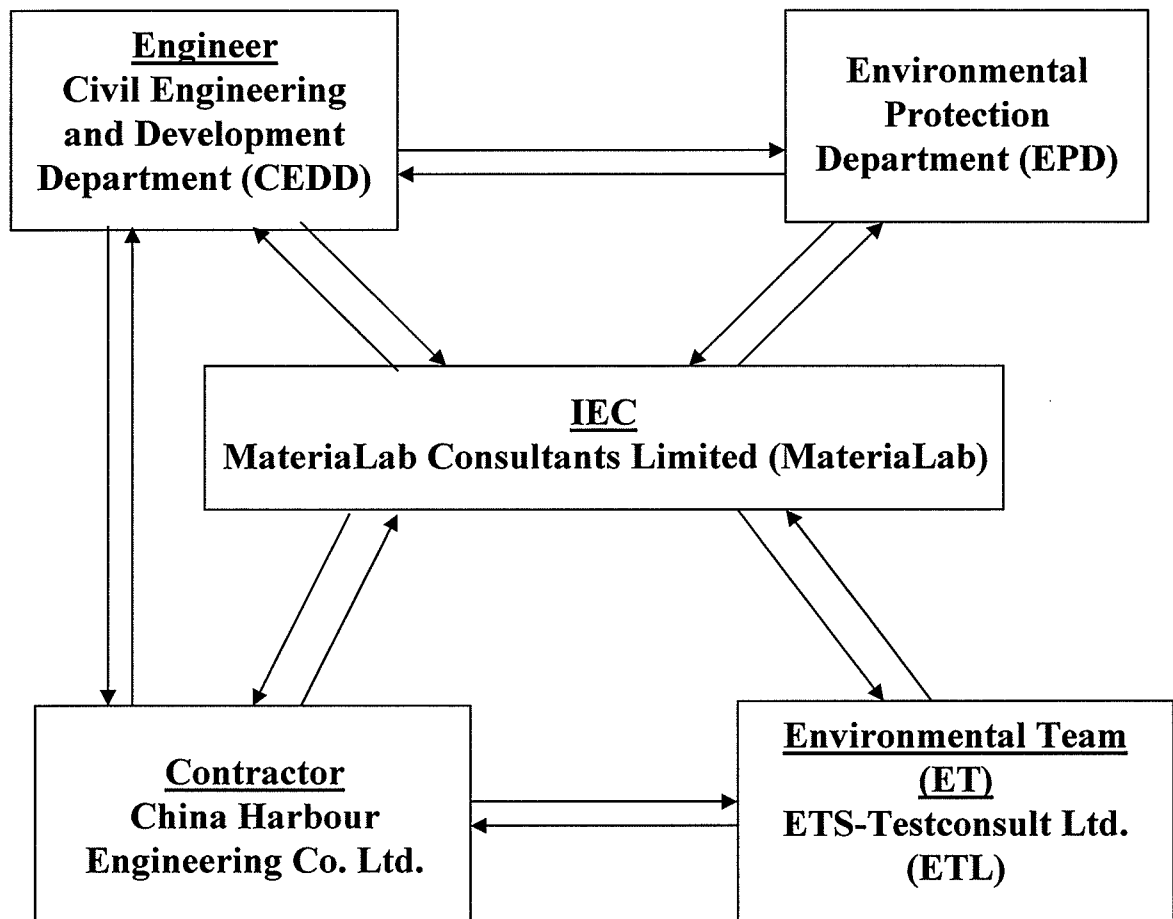 Engineer
Civil Engineering
and Development
Department (CEDD)
Environmental
Protection
Department (EPD)
IEC
MateriaLab Consultants Limited (MateriaLab)
Contractor
China Harbour
Engineering Co. Ltd.
Environmental Team
(ET)
ETS-Testconsult Ltd.
(ETL)